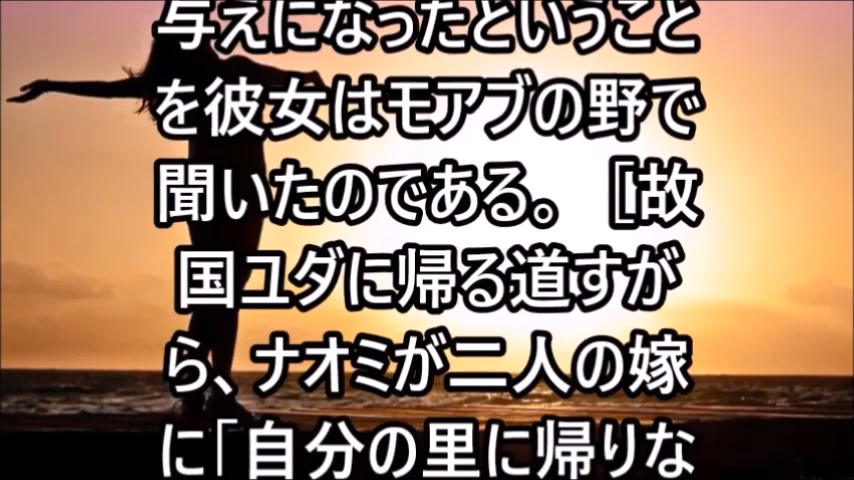 与えになったということ
を彼女はモアブの野で
聞いたのである。［故
国ユダに帰る道すが
ら、ナオミが二人の嫁
に「自分の里に帰りな